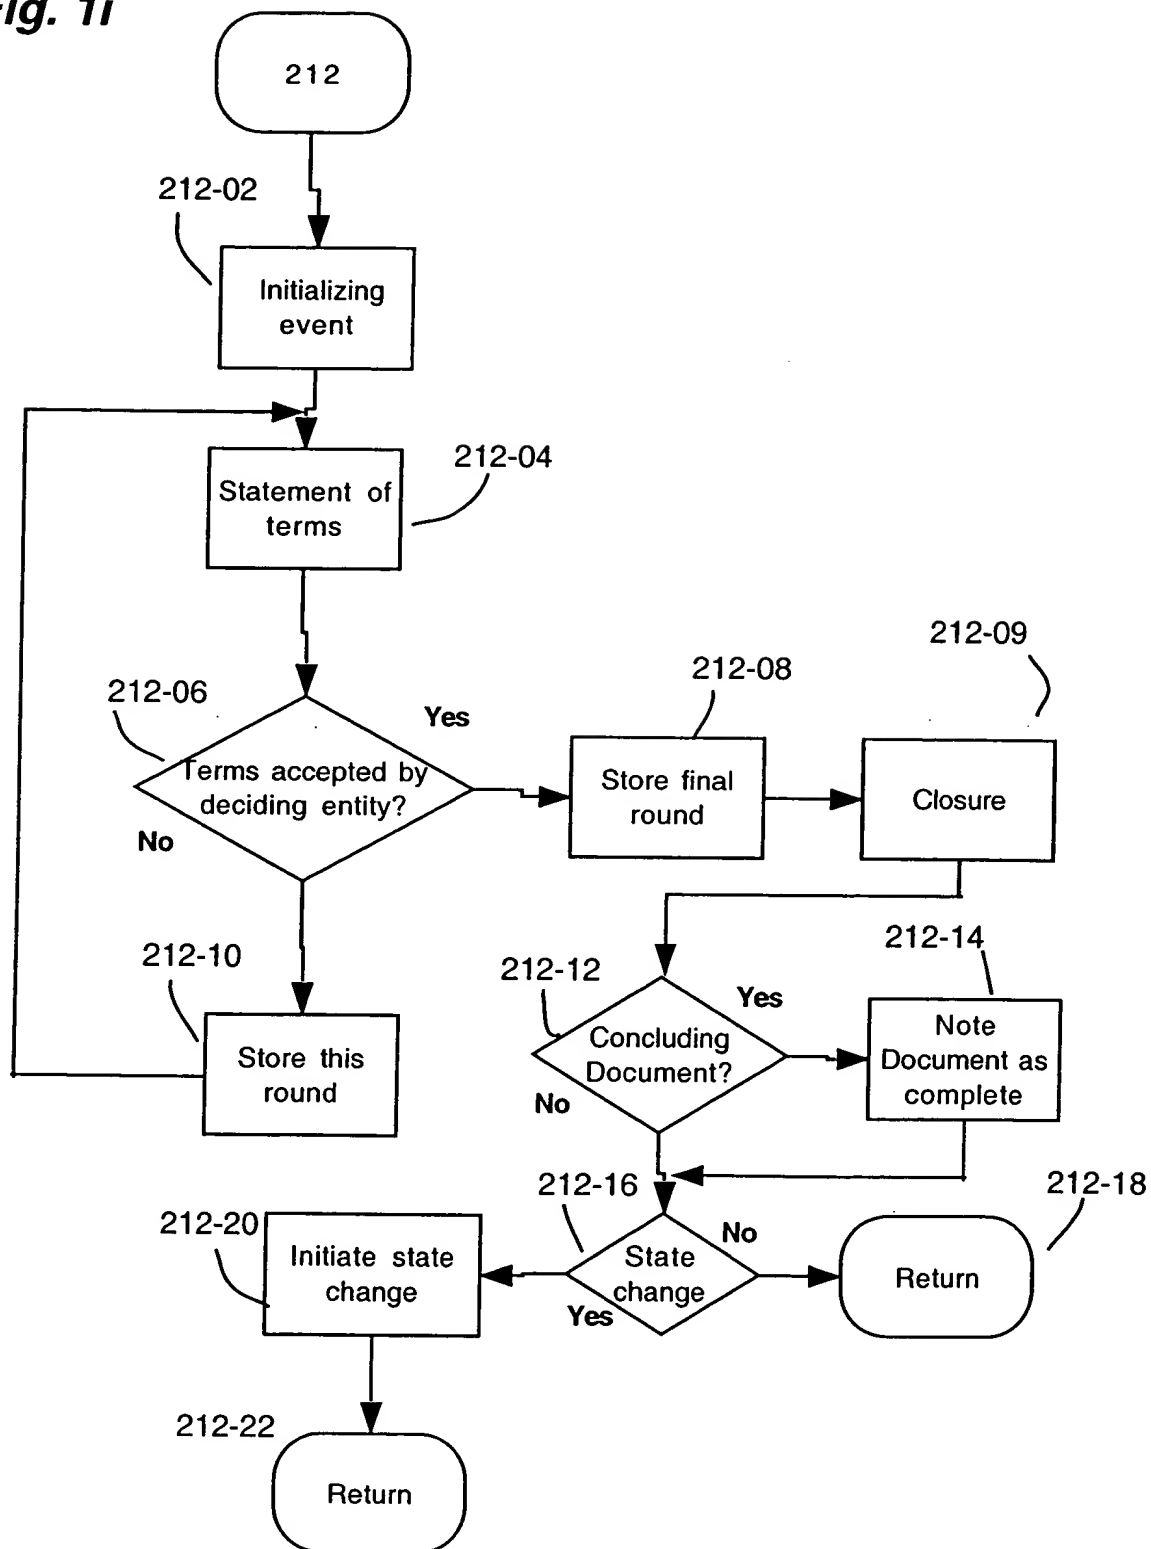 Fig. 1i
212
212-02
Initializing
event
212-04
Statement of
terms
212-06
Terms accepted by
deciding entity?
Yes
No
212-08
Store final
round
212-09
Closure
212-10
Store this
round
212-12
Concluding
Document?
Yes
No
212-14
Note
Document as
complete
212-16
State
change
No
Yes
212-18
Return
212-20
Initiate state
change
212-22
Return